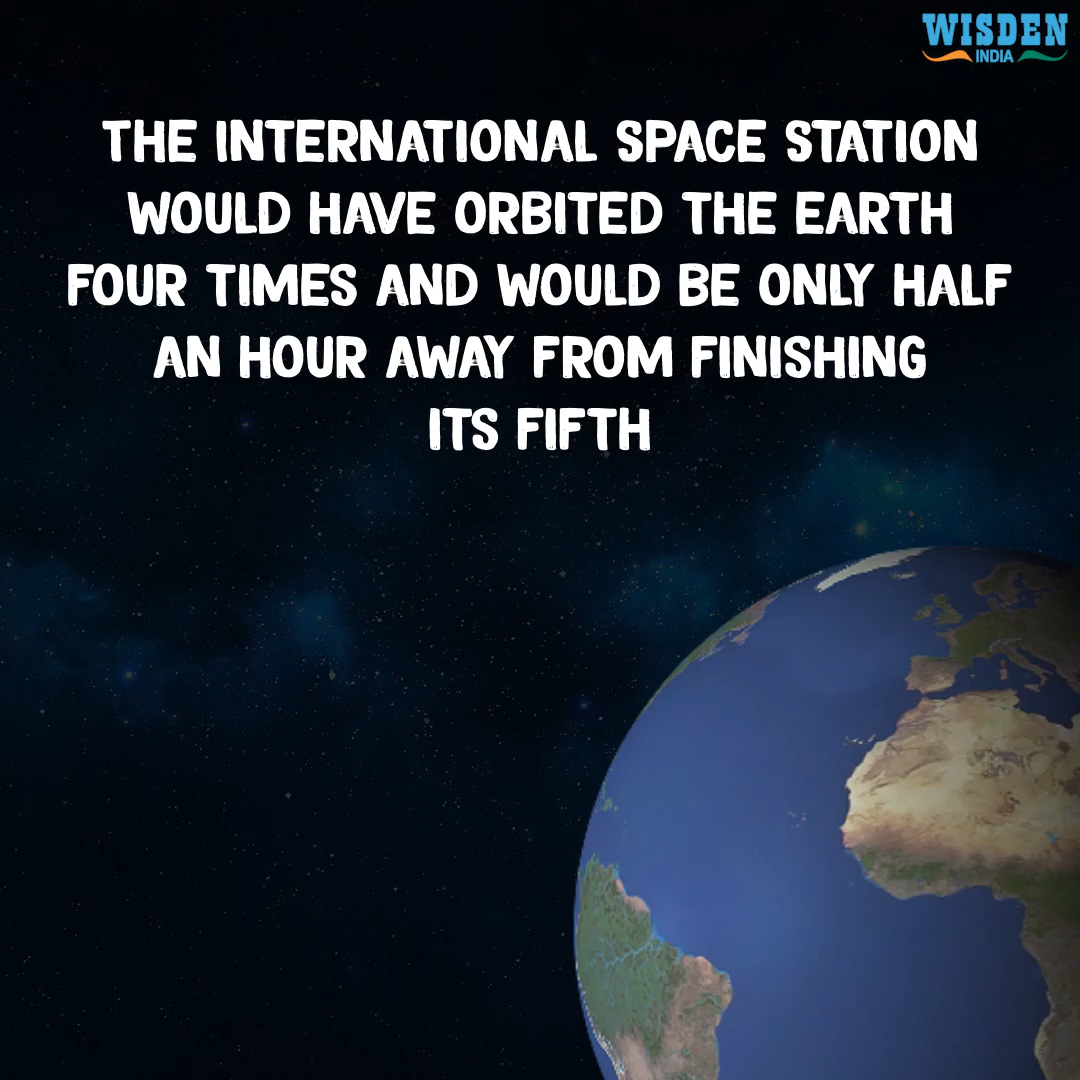 WISDEN
INDIA
THE INTERNATIONAL SPACE STATION
WOULD HAVE ORBITED THE EARTH
FOUR TIMES AND WOULD BE ONLY HALF
AN HOUR AWAY FROM FINISHING
ITS FIFTH